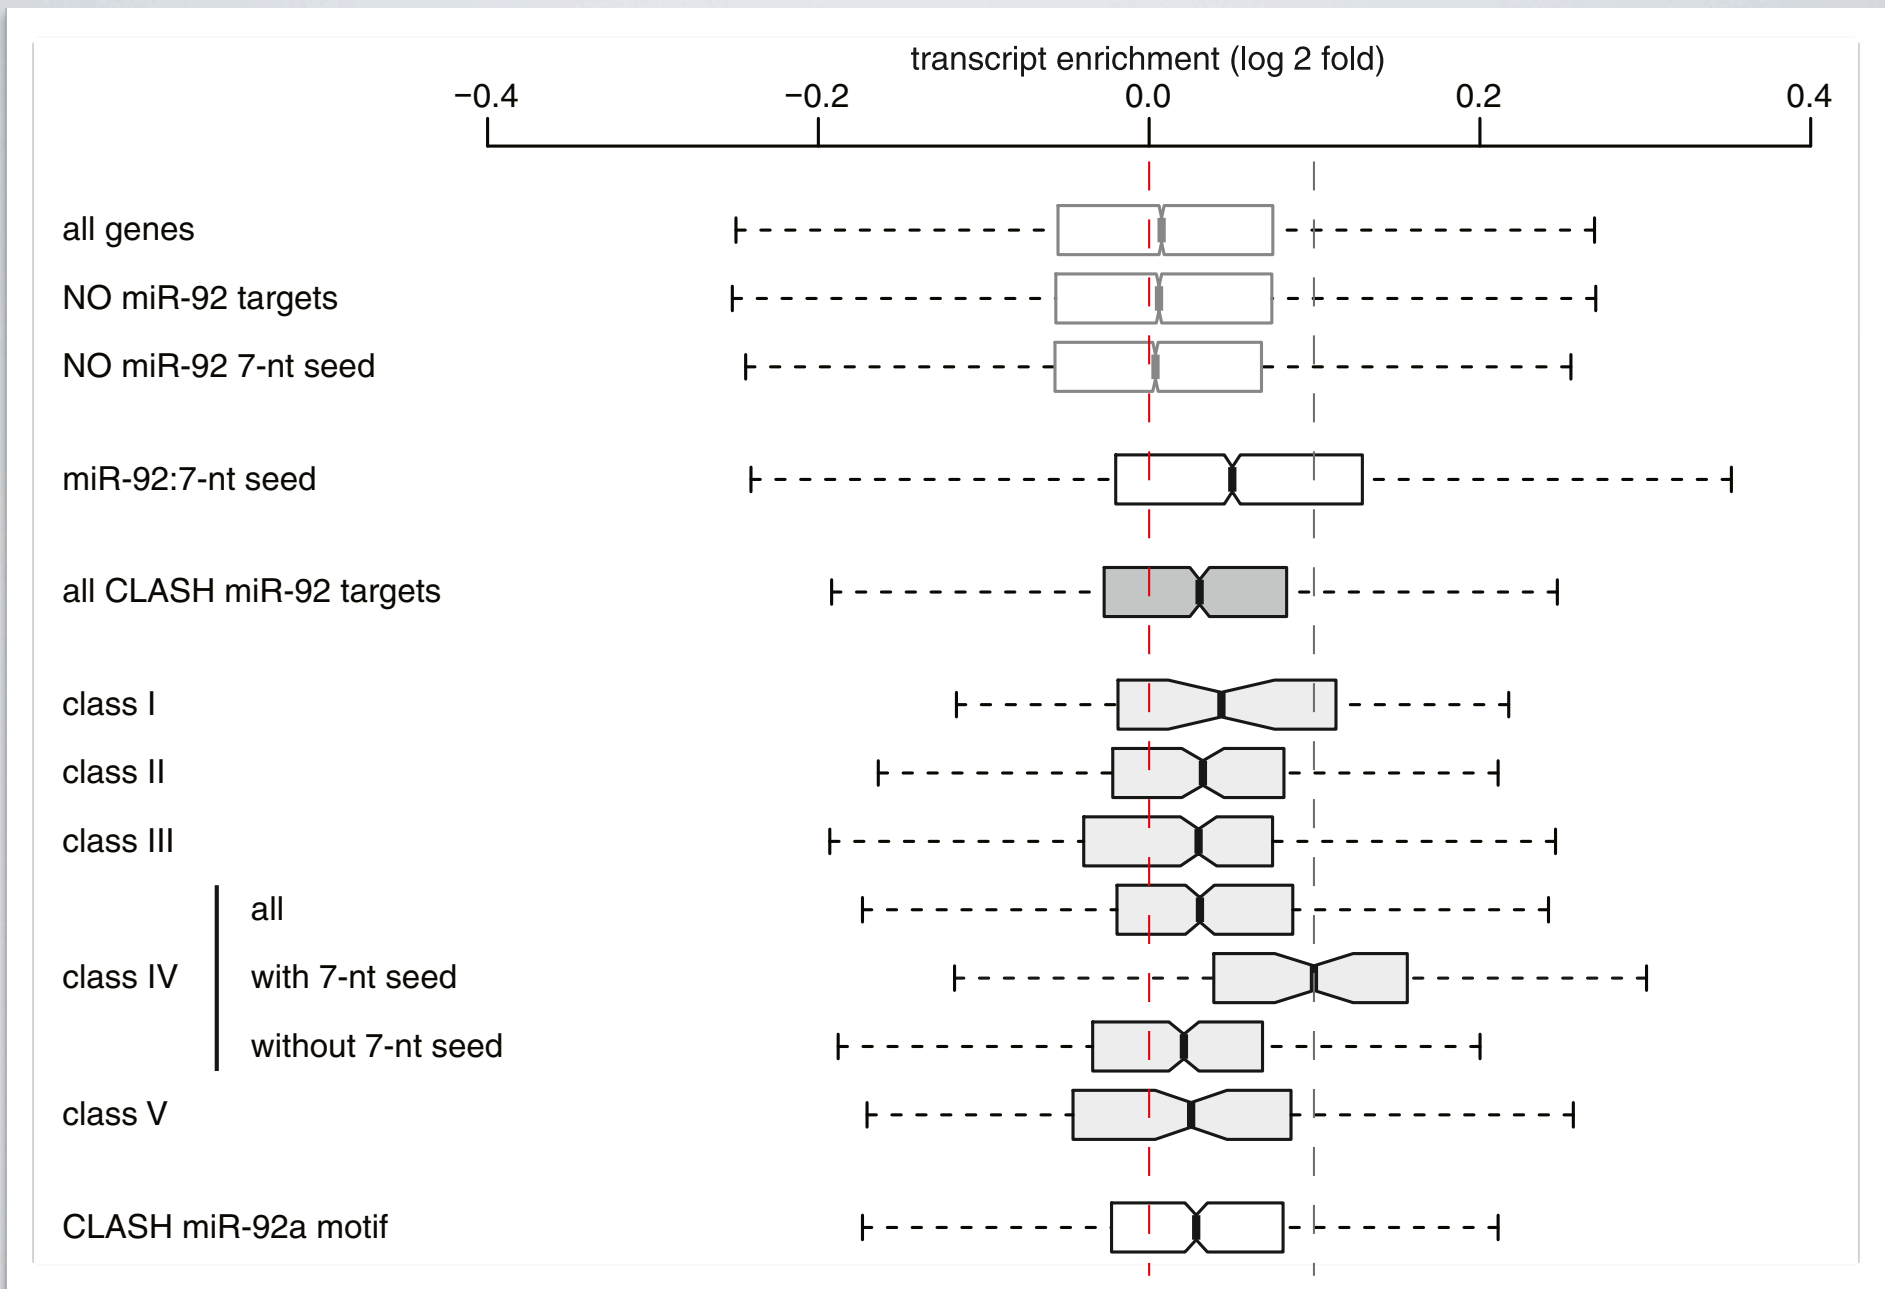 transcript enrichment (log 2 fold)
−0.4 −0.2 0.0 0.2 0.4
all genes
NO miR-92 targets
NO miR-92 7-nt seed
miR-92:7-nt seed
all CLASH miR-92 targets
class I
class II
class III
all
class IV with 7-nt seed
without 7-nt seed
class V
CLASH miR-92a motif